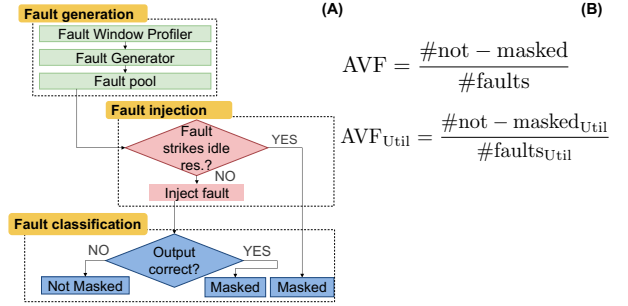 (A)
(B)
Fault generation
Fault Window Profiler
Fault Generator
Fault pool
Fault injection
Fault
strikes idle
res.?
YES
NO
Inject fault
Fault classification
NO
Output
correct?
YES
Not Masked
Masked
Masked
AVF = #not − masked / #faults
AVF_Util = #not − masked_Util / #faults_Util